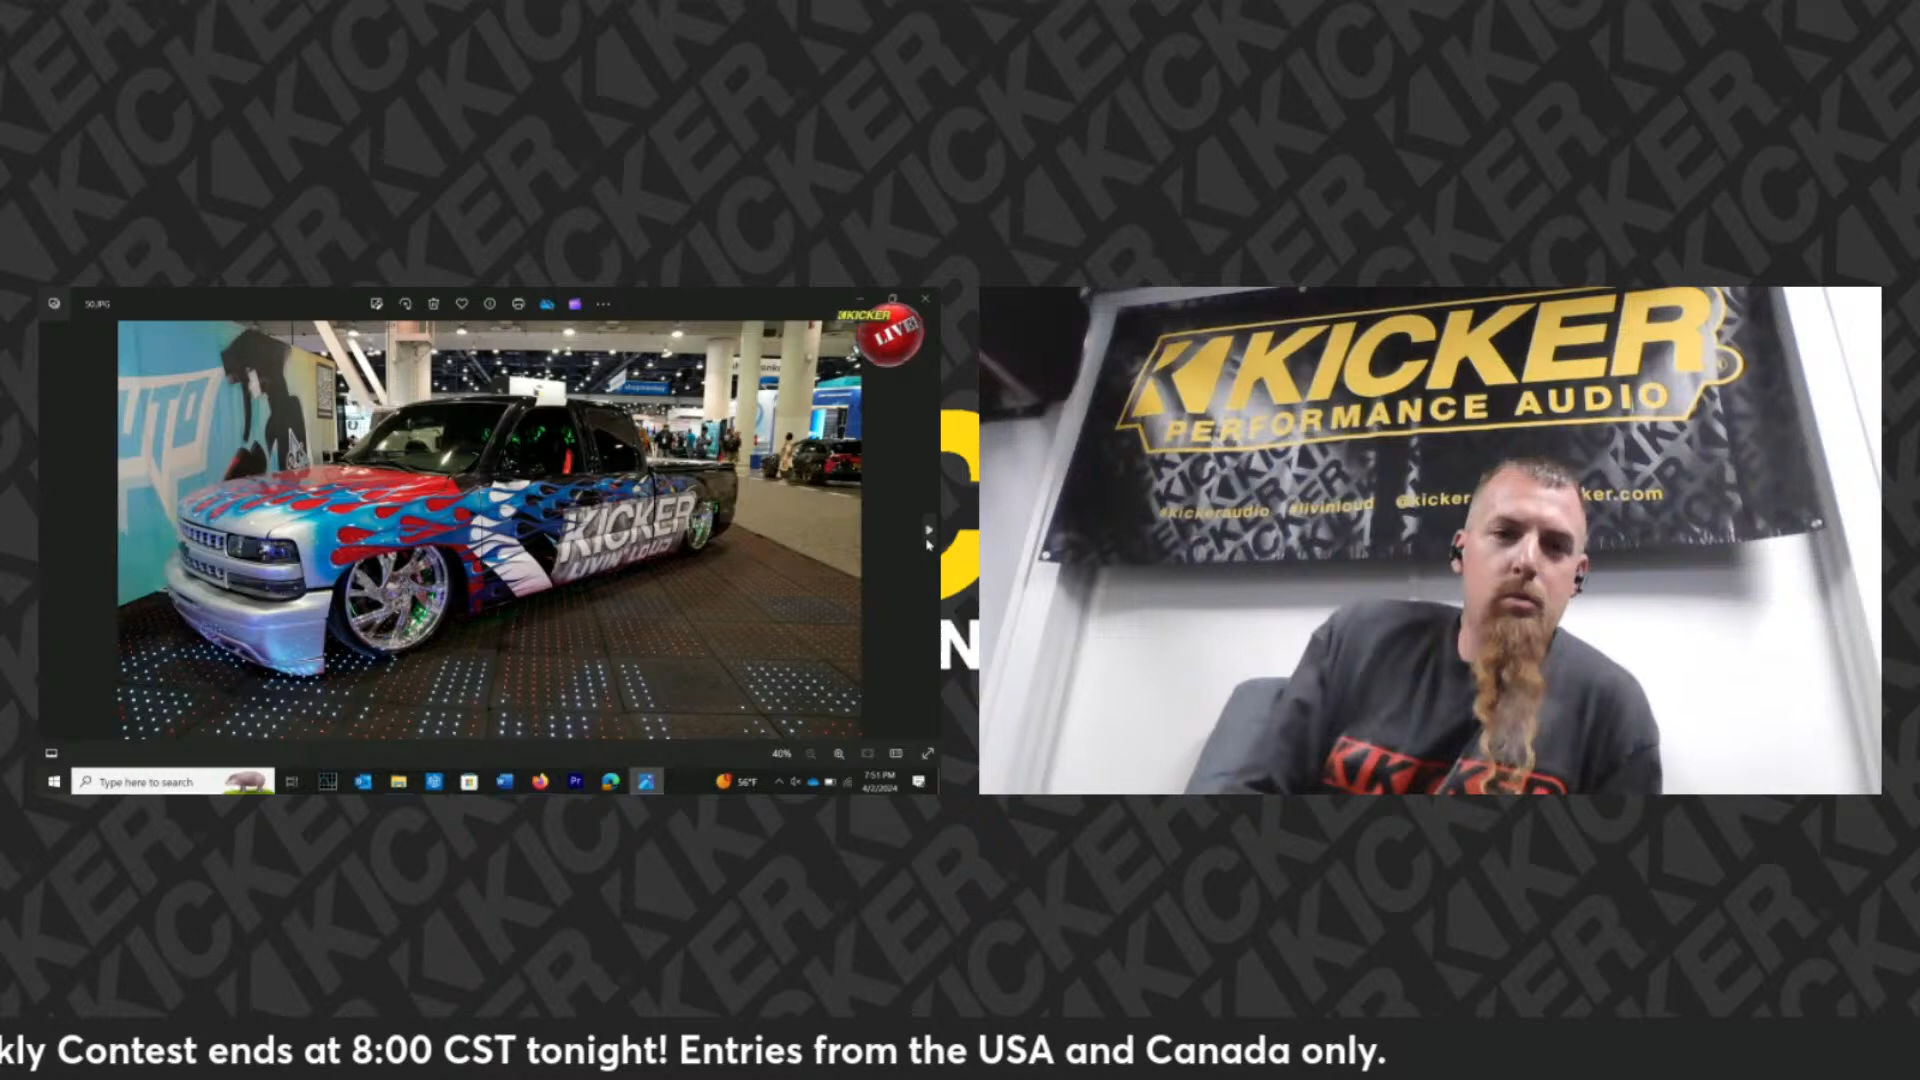 50.JPG
KICKER
LIVE
AUTO
KICKER
LIVIN' LOUD
40%
Type here to search
56°F
7:51 PM
4/2/2024
KICKER
PERFORMANCE AUDIO
#kickeraudio #livinloud @kicker ker.com
KICKER
kly Contest ends at 8:00 CST tonight! Entries from the USA and Canada only.